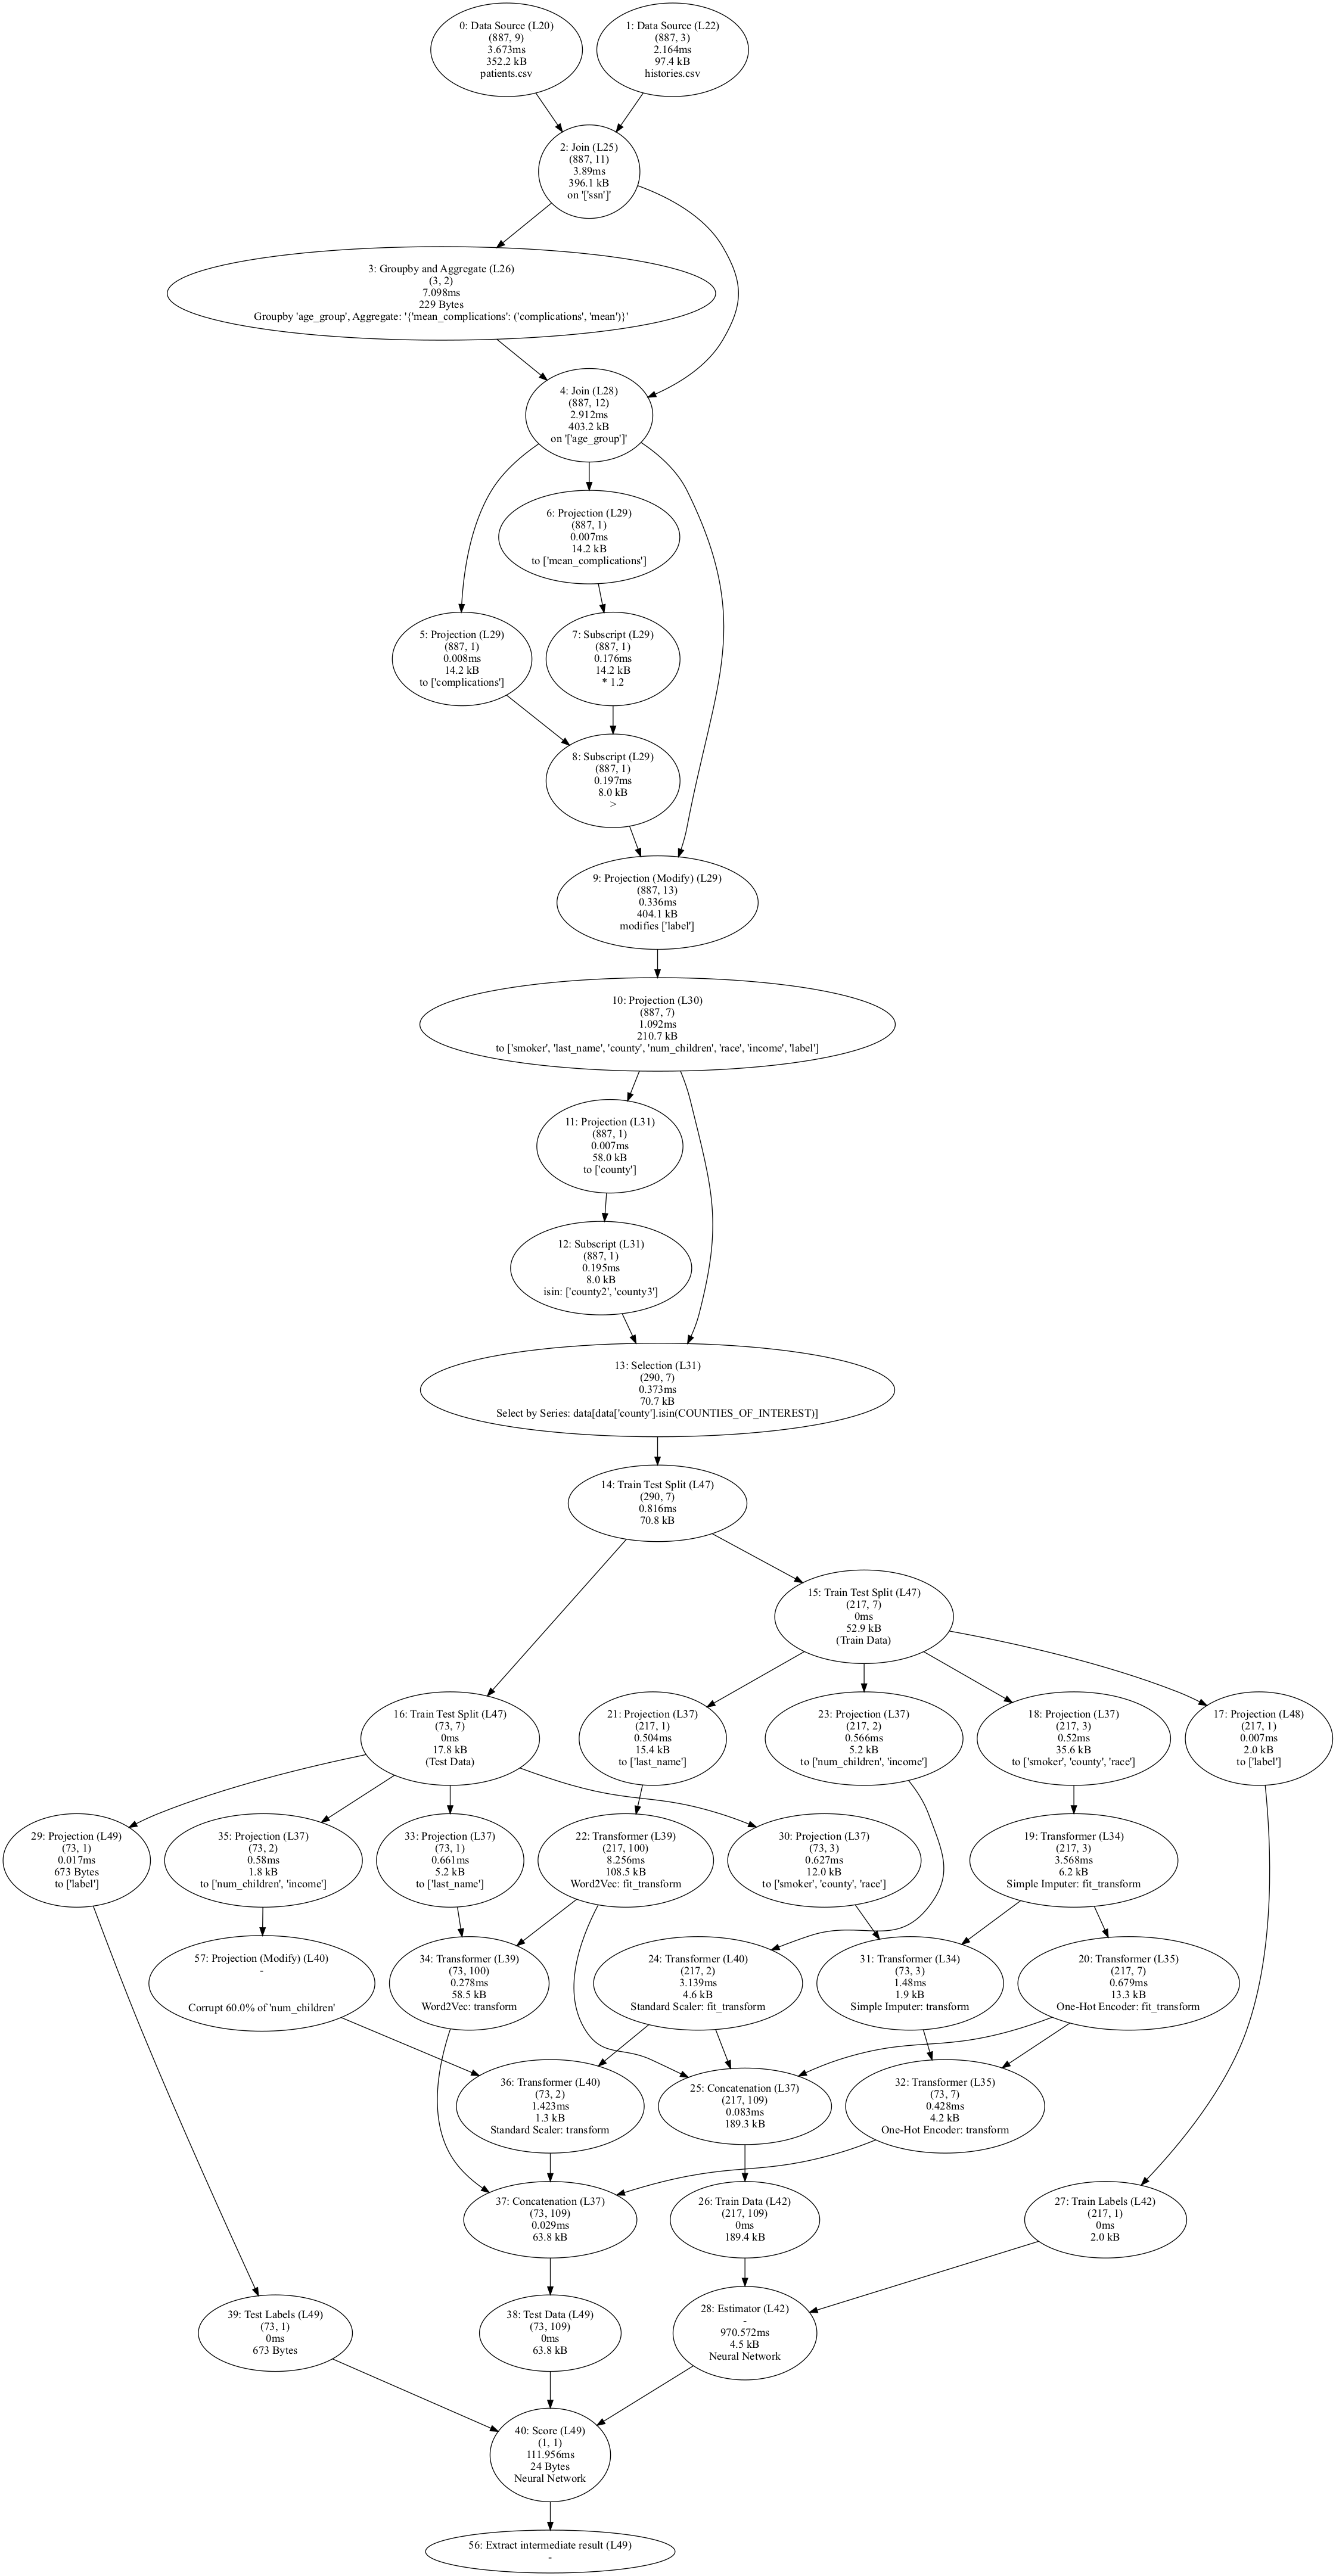 0: Data Source (L20)
(887, 9)
3.673ms
352.2 kB
patients.csv
1: Data Source (L22)
(887, 3)
2.164ms
97.4 kB
histories.csv
2: Join (L25)
(887, 11)
3.89ms
396.1 kB
on '['ssn']'
3: Groupby and Aggregate (L26)
(3, 2)
7.098ms
229 Bytes
Groupby 'age_group', Aggregate: '{'mean_complications': ('complications', 'mean')}'
4: Join (L28)
(887, 12)
2.912ms
403.2 kB
on '['age_group']'
6: Projection (L29)
(887, 1)
0.007ms
14.2 kB
to ['mean_complications']
5: Projection (L29)
(887, 1)
0.008ms
14.2 kB
to ['complications']
7: Subscript (L29)
(887, 1)
0.176ms
14.2 kB
* 1.2
8: Subscript (L29)
(887, 1)
0.197ms
8.0 kB
>
9: Projection (Modify) (L29)
(887, 13)
0.336ms
404.1 kB
modifies ['label']
10: Projection (L30)
(887, 7)
1.092ms
210.7 kB
to ['smoker', 'last_name', 'county', 'num_children', 'race', 'income', 'label']
11: Projection (L31)
(887, 1)
0.007ms
58.0 kB
to ['county']
12: Subscript (L31)
(887, 1)
0.195ms
8.0 kB
isin: ['county2', 'county3']
13: Selection (L31)
(290, 7)
0.373ms
70.7 kB
Select by Series: data[data['county'].isin(COUNTIES_OF_INTEREST)]
14: Train Test Split (L47)
(290, 7)
0.816ms
70.8 kB
15: Train Test Split (L47)
(217, 7)
0ms
52.9 kB
(Train Data)
16: Train Test Split (L47)
(73, 7)
0ms
17.8 kB
(Test Data)
21: Projection (L37)
(217, 1)
0.504ms
15.4 kB
to ['last_name']
23: Projection (L37)
(217, 2)
0.566ms
5.2 kB
to ['num_children', 'income']
18: Projection (L37)
(217, 3)
0.52ms
35.6 kB
to ['smoker', 'county', 'race']
17: Projection (L48)
(217, 1)
0.007ms
2.0 kB
to ['label']
29: Projection (L49)
(73, 1)
0.017ms
673 Bytes
to ['label']
35: Projection (L37)
(73, 2)
0.58ms
1.8 kB
to ['num_children', 'income']
33: Projection (L37)
(73, 1)
0.661ms
5.2 kB
to ['last_name']
22: Transformer (L39)
(217, 100)
8.256ms
108.5 kB
Word2Vec: fit_transform
30: Projection (L37)
(73, 3)
0.627ms
12.0 kB
to ['smoker', 'county', 'race']
19: Transformer (L34)
(217, 3)
3.568ms
6.2 kB
Simple Imputer: fit_transform
57: Projection (Modify) (L40)
-
Corrupt 60.0% of 'num_children'
34: Transformer (L39)
(73, 100)
0.278ms
58.5 kB
Word2Vec: transform
24: Transformer (L40)
(217, 2)
3.139ms
4.6 kB
Standard Scaler: fit_transform
31: Transformer (L34)
(73, 3)
1.48ms
1.9 kB
Simple Imputer: transform
20: Transformer (L35)
(217, 7)
0.679ms
13.3 kB
One-Hot Encoder: fit_transform
36: Transformer (L40)
(73, 2)
1.423ms
1.3 kB
Standard Scaler: transform
25: Concatenation (L37)
(217, 109)
0.083ms
189.3 kB
32: Transformer (L35)
(73, 7)
0.428ms
4.2 kB
One-Hot Encoder: transform
37: Concatenation (L37)
(73, 109)
0.029ms
63.8 kB
26: Train Data (L42)
(217, 109)
0ms
189.4 kB
27: Train Labels (L42)
(217, 1)
0ms
2.0 kB
39: Test Labels (L49)
(73, 1)
0ms
673 Bytes
38: Test Data (L49)
(73, 109)
0ms
63.8 kB
28: Estimator (L42)
-
970.572ms
4.5 kB
Neural Network
40: Score (L49)
(1, 1)
111.956ms
24 Bytes
Neural Network
56: Extract intermediate result (L49)
-